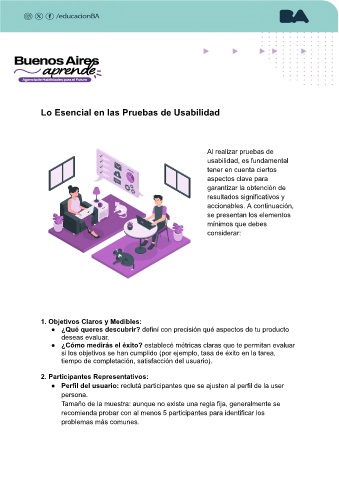 /educacionBA
BA
Buenos Aires
aprende
Agencia de Habilidades para el Futuro
Lo Esencial en las Pruebas de Usabilidad
Al realizar pruebas de
usabilidad, es fundamental
tener en cuenta ciertos
aspectos clave para
garantizar la obtención de
resultados significativos y
accionables. A continuación,
se presentan los elementos
mínimos que debes
considerar:
1. Objetivos Claros y Medibles:
● ¿Qué queres descubrir? definí con precisión qué aspectos de tu producto
deseas evaluar.
● ¿Cómo medirás el éxito? establecé métricas claras que te permitan evaluar
si los objetivos se han cumplido (por ejemplo, tasa de éxito en la tarea,
tiempo de completación, satisfacción del usuario).
2. Participantes Representativos:
● Perfil del usuario: reclutá participantes que se ajusten al perfil de la user
persona.
Tamaño de la muestra: aunque no existe una regla fija, generalmente se
recomienda probar con al menos 5 participantes para identificar los
problemas más comunes.